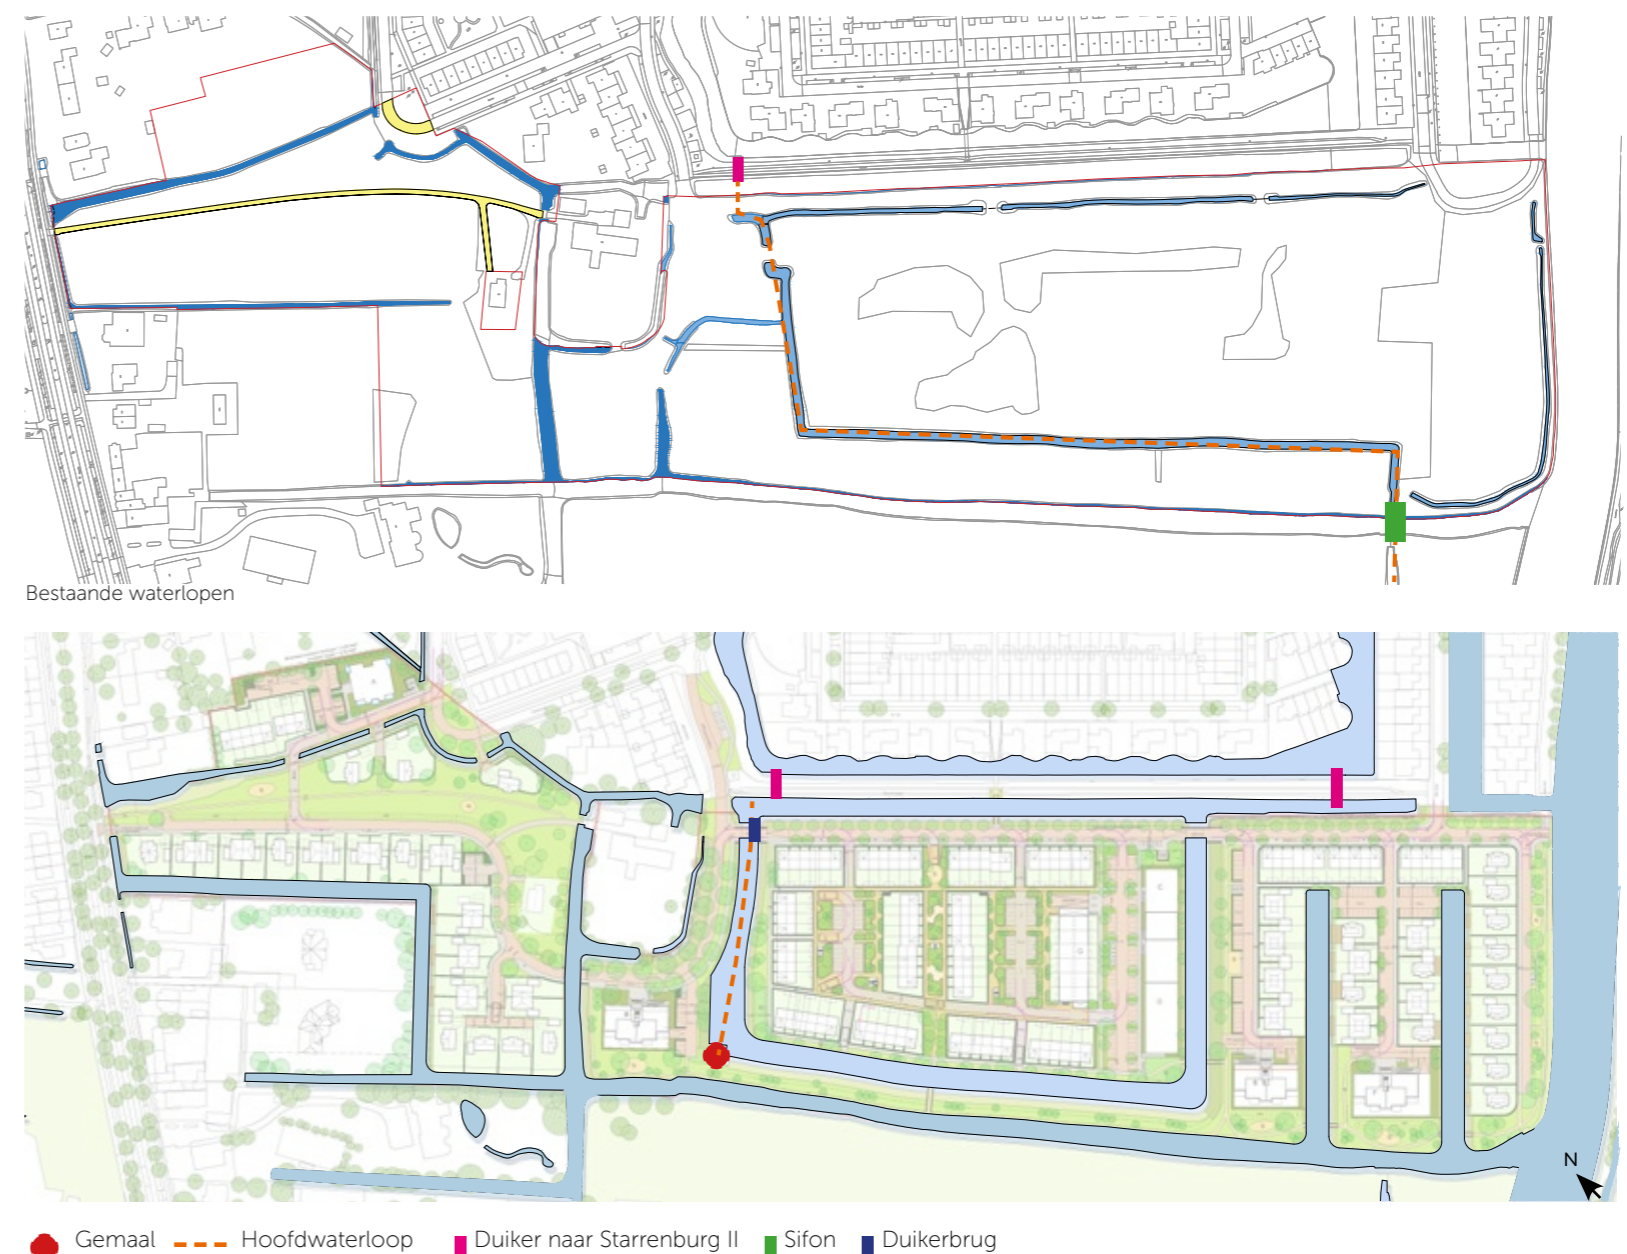 Bestaande waterlopen
N
Gemaal Hoofdwaterloop Duiker naar Starrenburg II Sifon Duikerbrug